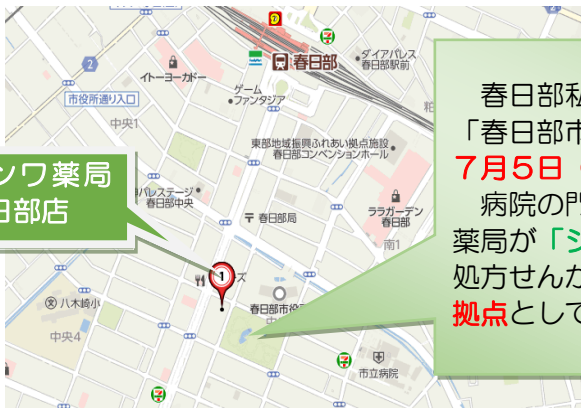 春日部
ダイアパレス
春日部駅前
イトーヨーカドー
2
市役所通り入口
ゲーム
ファンタジア
中央1
東部地域振興ふれあい拠点施設
春日部コンベンションホール
ンワ薬局
日部店
パレステージ
春日部中央
春日部局
ララガーデン
春日部
南1
1
ズ
八木崎小
春日部市役
中央4
市立病院
2
春日部私
「春日部市
7月5日
病院の門
薬局が「ジ
処方せんか
拠点として